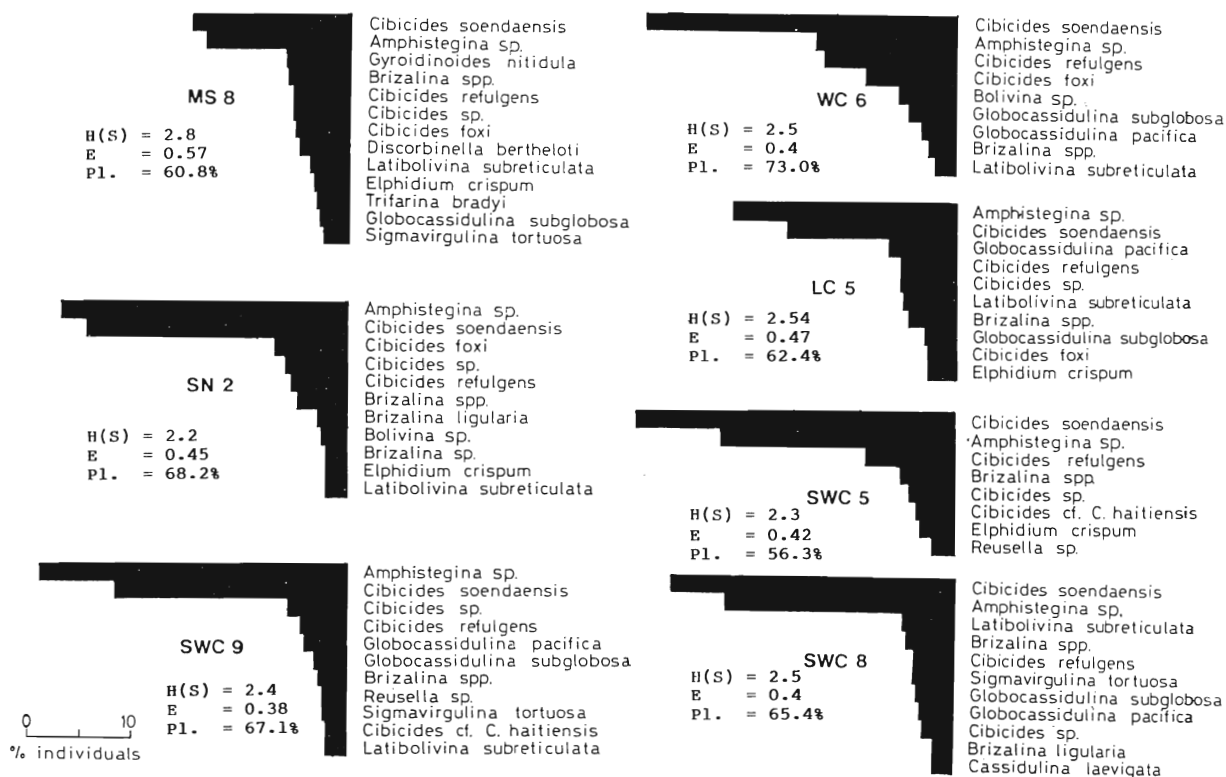 Cibicides soendaensis
Amphistegina sp.
Gyroidinoides nitidula
Brizalina spp.
Cibicides refulgens
Cibicides sp.
Cibicides foxi
Discorbinella bertheloti
Latibolivina subreticulata
Elphidium crispum
Trifarina bradyi
Globocassidulina subglobosa
Sigmavirgulina tortuosa
MS 8
H(S) = 2.8
E = 0.57
Pl. = 60.8%
Amphistegina sp.
Cibicides soendaensis
Cibicides foxi
Cibicides sp.
Cibicides refulgens
Brizalina spp.
Brizalina ligularia
Bolivina sp.
Brizalina sp.
Elphidium crispum
Latibolivina subreticulata
SN 2
H(S) = 2.2
E = 0.45
Pl. = 68.2%
Amphistegina sp.
Cibicides soendaensis
Cibicides sp.
Cibicides refulgens
Globocassidulina pacifica
Globocassidulina subglobosa
Brizalina spp.
Reusella sp.
Sigmavirgulina tortuosa
Cibicides cf. C. haitiensis
Latibolivina subreticulata
SWC 9
H(S) = 2.4
E = 0.38
Pl. = 67.1%
0 10
% individuals
Cibicides soendaensis
Amphistegina sp.
Cibicides refulgens
Cibicides foxi
Bolivina sp.
Globocassidulina subglobosa
Globocassidulina pacifica
Brizalina spp.
Latibolivina subreticulata
WC 6
H(S) = 2.5
E = 0.4
Pl. = 73.0%
Amphistegina sp.
Cibicides soendaensis
Globocassidulina pacifica
Cibicides refulgens
Cibicides sp.
Latibolivina subreticulata
Brizalina spp.
Globocassidulina subglobosa
Cibicides foxi
Elphidium crispum
LC 5
H(S) = 2.54
E = 0.47
Pl. = 62.4%
Cibicides soendaensis
Amphistegina sp.
Cibicides refulgens
Brizalina spp.
Cibicides sp.
Cibicides cf. C. haitiensis
Elphidium crispum
Reusella sp.
SWC 5
H(S) = 2.3
E = 0.42
Pl. = 56.3%
Cibicides soendaensis
Amphistegina sp.
Latibolivina subreticulata
Brizalina spp.
Cibicides refulgens
Sigmavirgulina tortuosa
Globocassidulina subglobosa
Globocassidulina pacifica
Cibicides sp.
Brizalina ligularia
Cassidulina laevigata
SWC 8
H(S) = 2.5
E = 0.4
Pl. = 65.4%